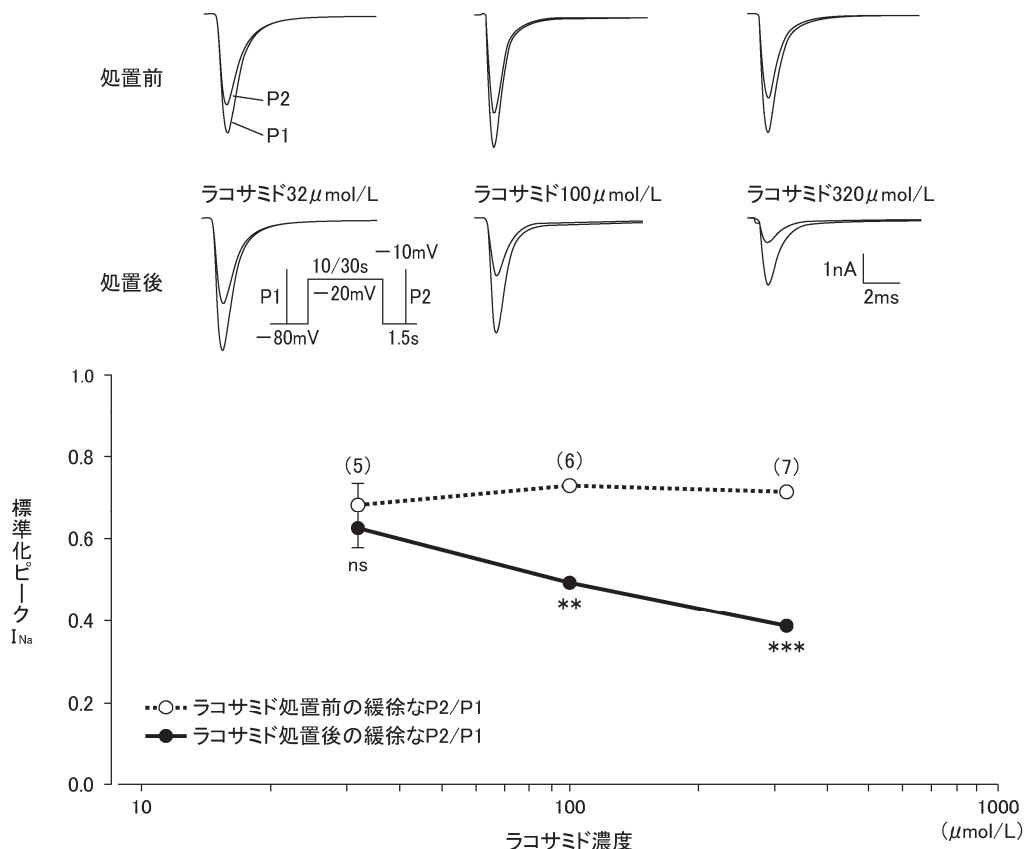 処置前
P2
P1
ラコサミド32μmol/L
ラコサミド100μmol/L
ラコサミド320μmol/L
処置後
P1
-80mV
10/30s
-20mV
-10mV
P2
1.5s
1nA
2ms
標準化ピークINa
1.0
0.8
0.6
0.4
0.2
0.0
(5)
(6)
(7)
ns
**
***
ラコサミド処置前の緩徐なP2/P1
ラコサミド処置後の緩徐なP2/P1
10
100
1000
ラコサミド濃度
(μmol/L)